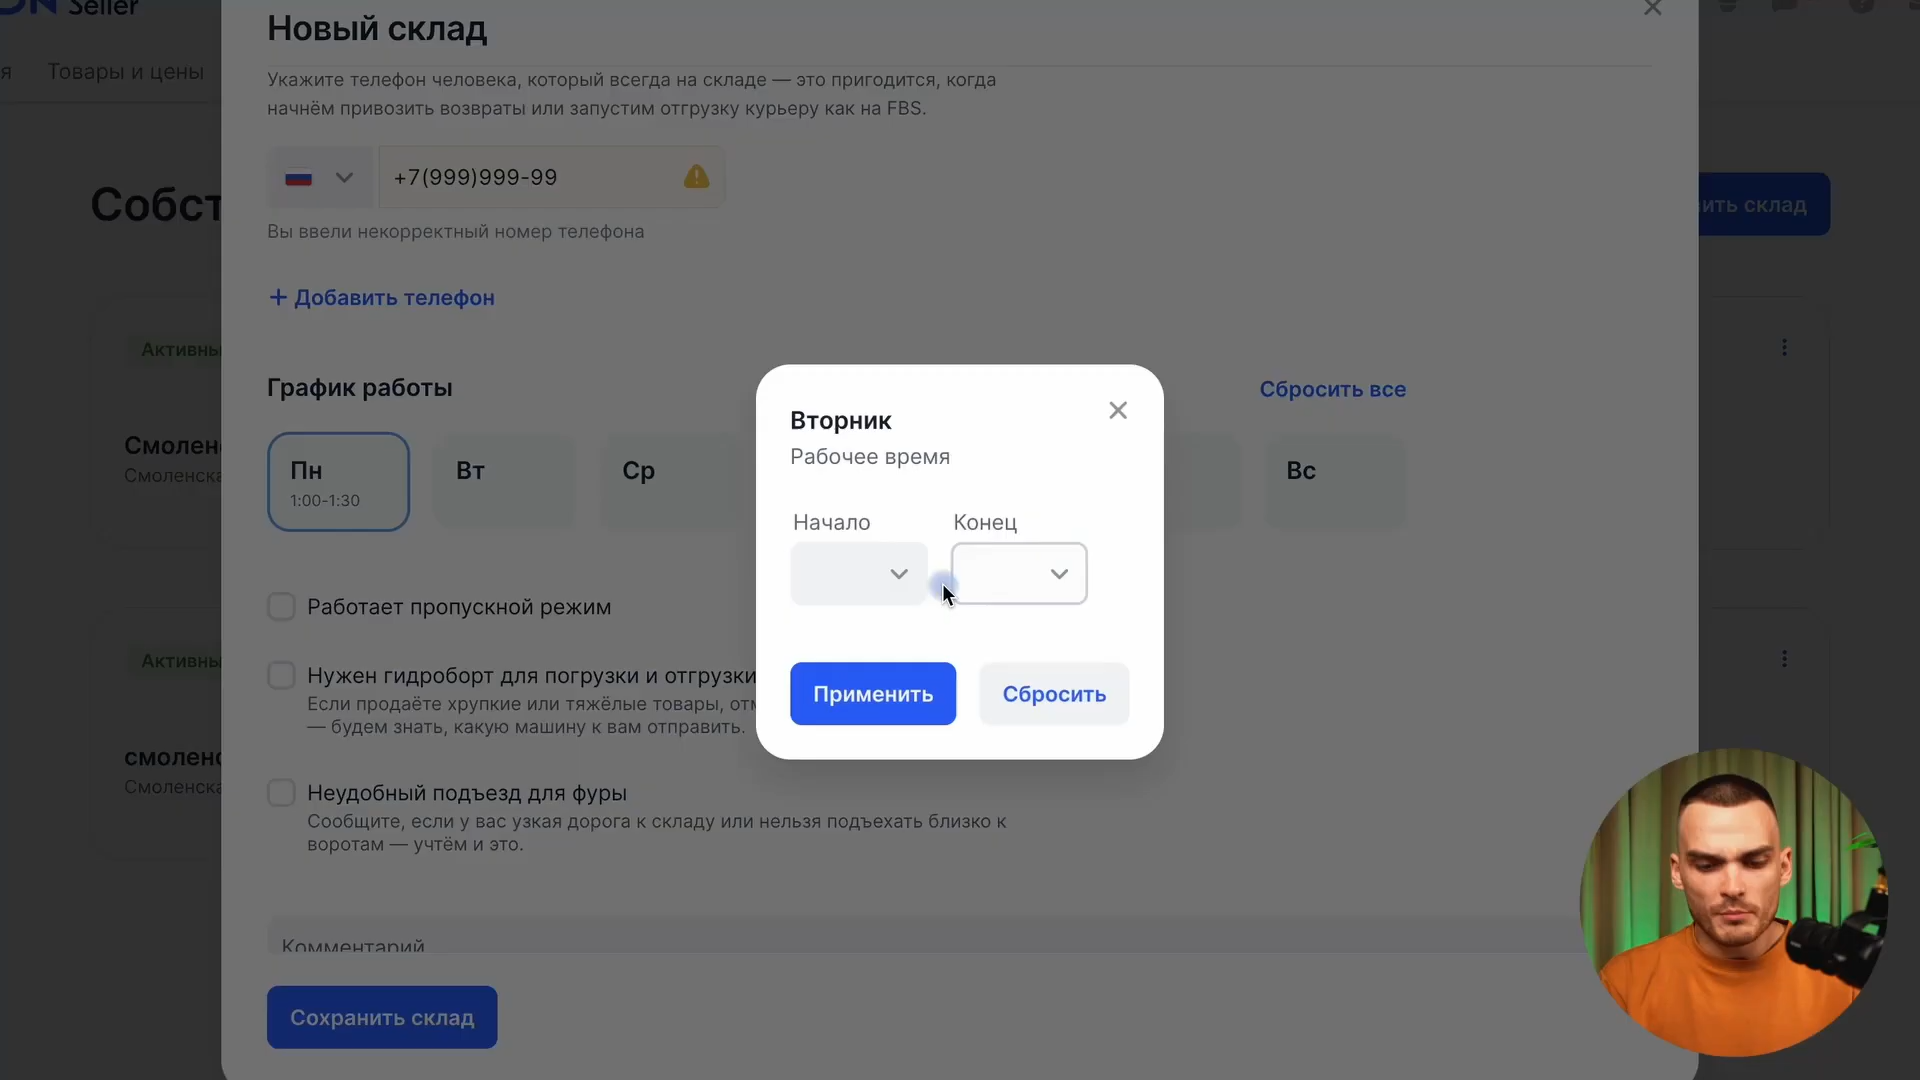 Seller
Новый склад
я
Товары и цены
Укажите телефон человека, который всегда на складе — это пригодится, когда
начнём привозить возвраты или запустим отгрузку курьеру как на FBS.
+7(999)999-99
Собст
ить склад
Вы ввели некорректный номер телефона
+ Добавить телефон
Активны
График работы
Сбросить все
Вторник
Рабочее время
Смолен
Смоленска
Пн
1:00-1:30
Вт
Ср
Вс
Начало
Конец
Работает пропускной режим
Активны
Нужен гидроборт для погрузки и отгрузки
Если продаёте хрупкие или тяжёлые товары, отм
— будем знать, какую машину к вам отправить.
Применить
Сбросить
смолено
Смоленска
Неудобный подъезд для фуры
Сообщите, если у вас узкая дорога к складу или нельзя подъехать близко к
воротам — учтём и это.
Комментарий
Сохранить склад